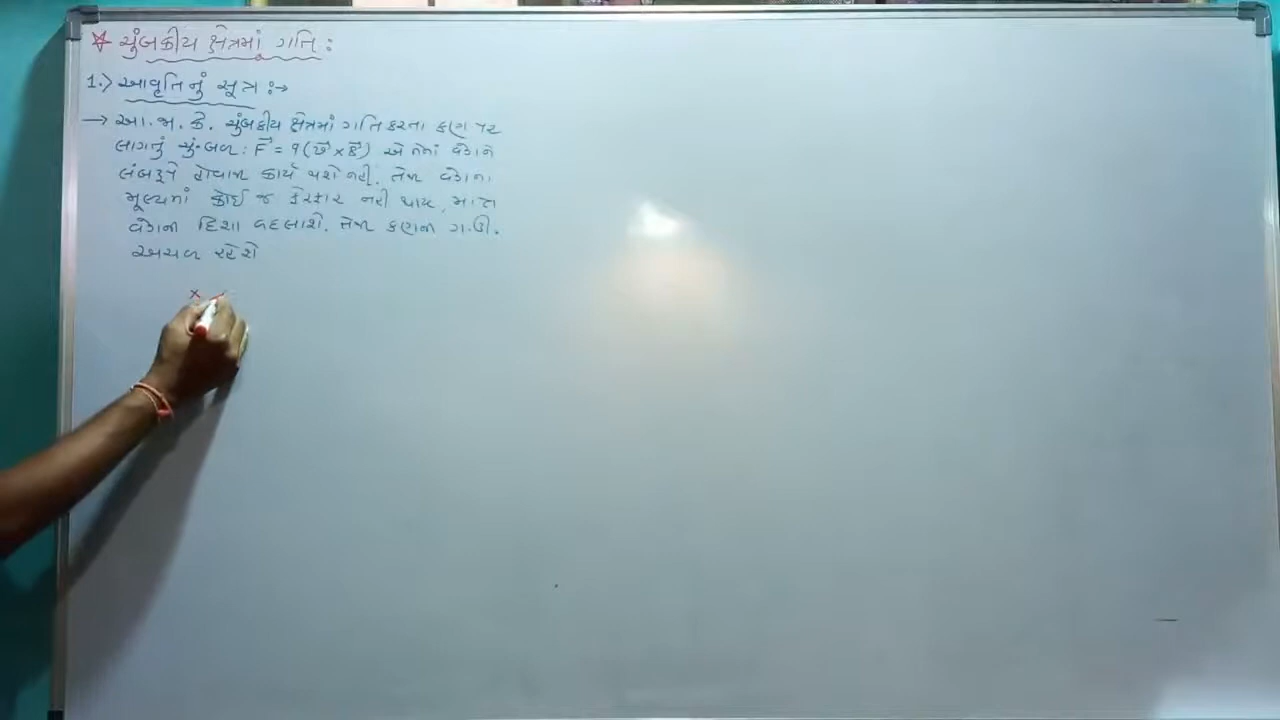 ☆ ચુંબકીય ક્ષેત્રમાં ગતિ :
1.) આવૃત્તિનું સૂત્ર :→
→ આ.જા.કે. ચુંબકીય ક્ષેત્રમાં ગતિ કરતા કણ પર
લાગતું ચું.બળ : F⃗ = q(v⃗ × B⃗) એ તેના વેગને
લંબરૂપે હોવાથી કાર્ય થશે નહી. તેથી વેગના
મૂલ્યમાં કોઈ જ ફેરફાર નહી થાય, માત્ર
વેગની દિશા બદલાશે. તેથી કણની ગ.ઉ.
અચળ રહેશે
×